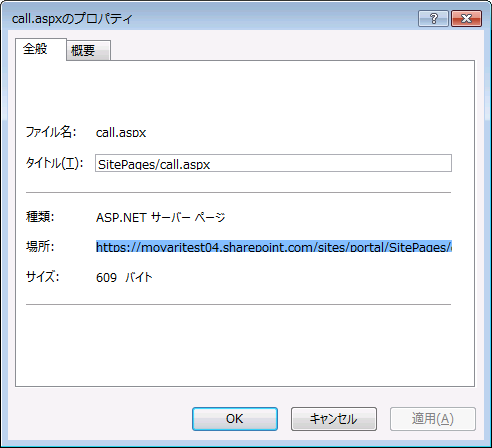 call.aspxのプロパティ
全般 概要
ファイル名: call.aspx
タイトル(T): SitePages/call.aspx
種類: ASP.NET サーバー ページ
場所: https://movaritest04.sharepoint.com/sites/portal/SitePages/
サイズ: 609 バイト
OK キャンセル 適用(A)